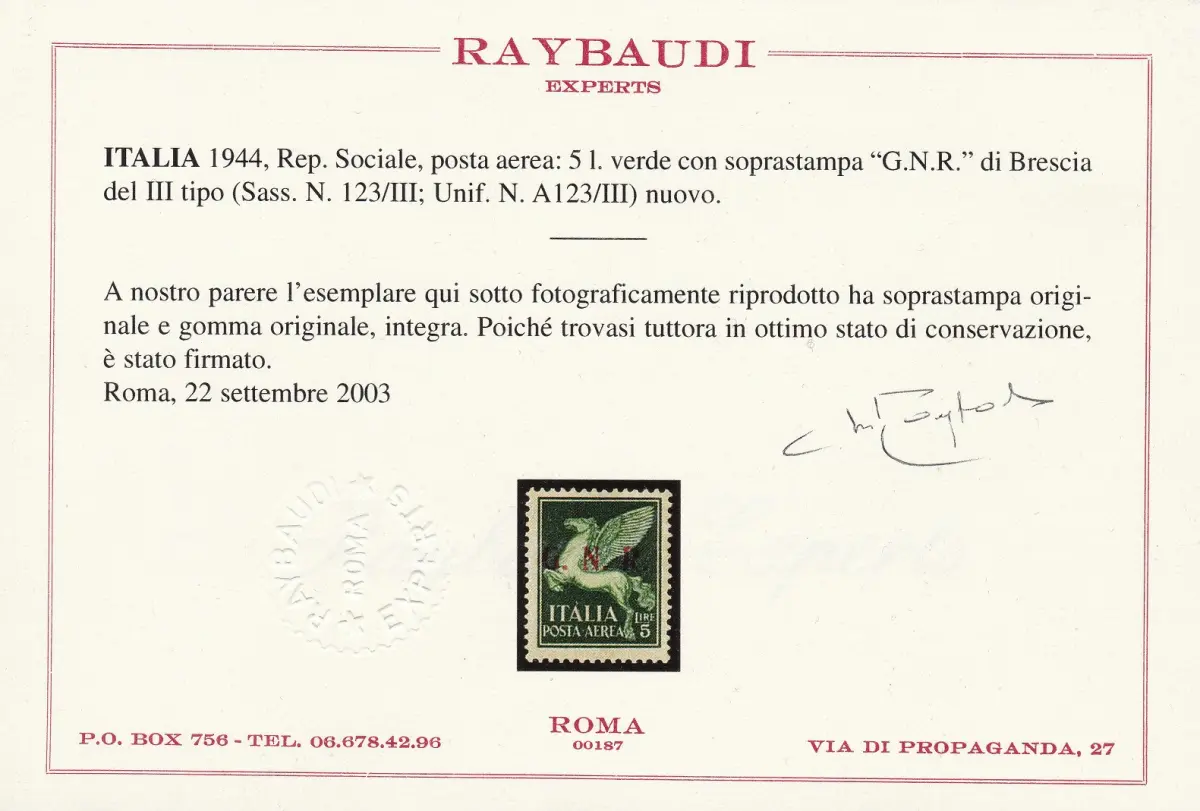 RAYBAUDI
EXPERTS
ITALIA 1944, Rep. Sociale, posta aerea: 5 l. verde con soprastampa “G.N.R.” di Brescia
del III tipo (Sass. N. 123/III; Unif. N. A123/III) nuovo.
A nostro parere l’esemplare qui sotto fotograficamente riprodotto ha soprastampa origi-
nale e gomma originale, integra. Poiché trovasi tuttora in ottimo stato di conservazione,
è stato firmato.
Roma, 22 settembre 2003
RAYBAUDI EXPERTS
ROMA
G. N. R.
ITALIA
LIRE
POSTA AEREA 5
ROMA
00187
P.O. BOX 756 - TEL. 06.678.42.96
VIA DI PROPAGANDA, 27